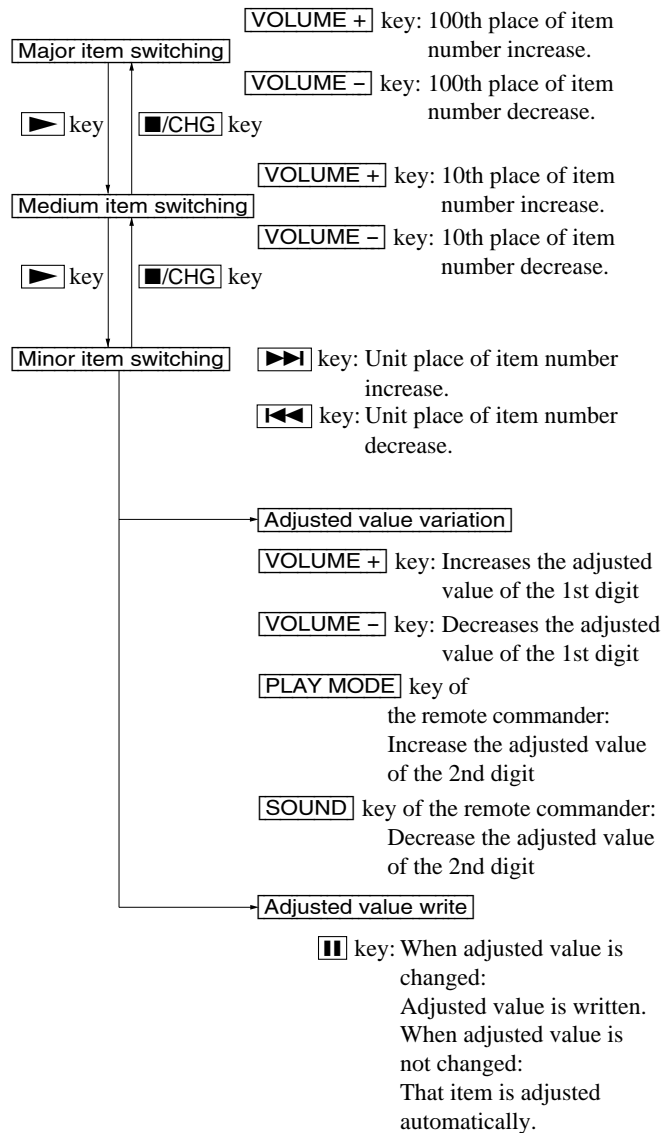 VOLUME + key: 100th place of item
number increase.
Major item switching
VOLUME – key: 100th place of item
number decrease.
► key ■/CHG key
VOLUME + key: 10th place of item
number increase.
Medium item switching
VOLUME – key: 10th place of item
number decrease.
► key ■/CHG key
Minor item switching
►►I key: Unit place of item number
increase.
I◄◄ key: Unit place of item number
decrease.
Adjusted value variation
VOLUME + key: Increases the adjusted
value of the 1st digit
VOLUME – key: Decreases the adjusted
value of the 1st digit
PLAY MODE key of
the remote commander:
Increase the adjusted value
of the 2nd digit
SOUND key of the remote commander:
Decrease the adjusted value
of the 2nd digit
Adjusted value write
❚❚ key: When adjusted value is
changed:
Adjusted value is written.
When adjusted value is
not changed:
That item is adjusted
automatically.